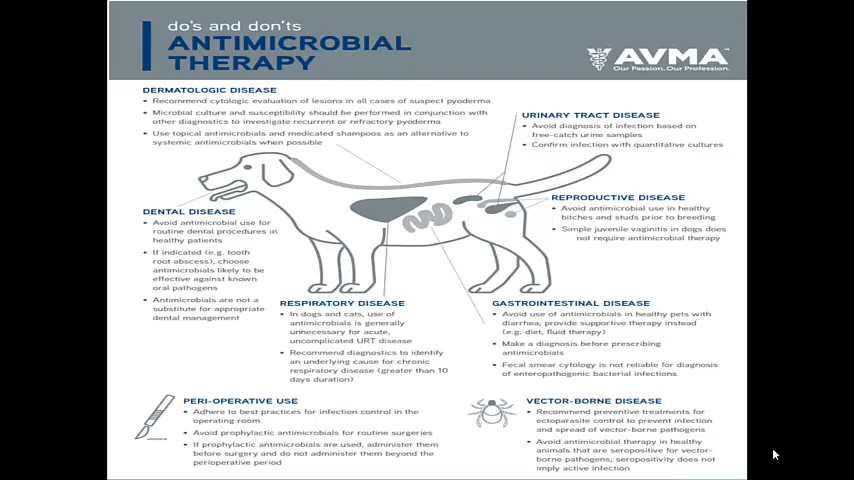 do's and don'ts
ANTIMICROBIAL
THERAPY
AVMA™
Our Passion. Our Profession.
DERMATOLOGIC DISEASE
• Recommend cytologic evaluation of lesions in all cases of suspect pyoderma
• Microbial culture and susceptibility should be performed in conjunction with
other diagnostics to investigate recurrent or refractory pyoderma
• Use topical antimicrobials and medicated shampoos as an alternative to
systemic antimicrobials when possible
URINARY TRACT DISEASE
• Avoid diagnosis of infection based on
free-catch urine samples
• Confirm infection with quantitative cultures
REPRODUCTIVE DISEASE
• Avoid antimicrobial use in healthy
bitches and studs prior to breeding
• Simple juvenile vaginitis in dogs does
not require antimicrobial therapy
DENTAL DISEASE
• Avoid antimicrobial use for
routine dental procedures in
healthy patients
• If indicated (e.g. tooth
root abscess), choose
antimicrobials likely to be
effective against known
oral pathogens
• Antimicrobials are not a
substitute for appropriate
dental management
RESPIRATORY DISEASE
• In dogs and cats, use of
antimicrobials is generally
unnecessary for acute,
uncomplicated URT disease
• Recommend diagnostics to identify
an underlying cause for chronic
respiratory disease (greater than 10
days duration)
GASTROINTESTINAL DISEASE
• Avoid use of antimicrobials in healthy pets with
diarrhea; provide supportive therapy instead
(e.g. diet, fluid therapy)
• Make a diagnosis before prescribing
antimicrobials
• Fecal smear cytology is not reliable for diagnosis
of enteropathogenic bacterial infections
PERI-OPERATIVE USE
• Adhere to best practices for infection control in the
operating room
• Avoid prophylactic antimicrobials for routine surgeries
• If prophylactic antimicrobials are used, administer them
before surgery and do not administer them beyond the
perioperative period
VECTOR-BORNE DISEASE
• Recommend preventive treatments for
ectoparasite control to prevent infection
and spread of vector-borne pathogens
• Avoid antimicrobial therapy in healthy
animals that are seropositive for vector-
borne pathogens; seropositivity does not
imply active infection